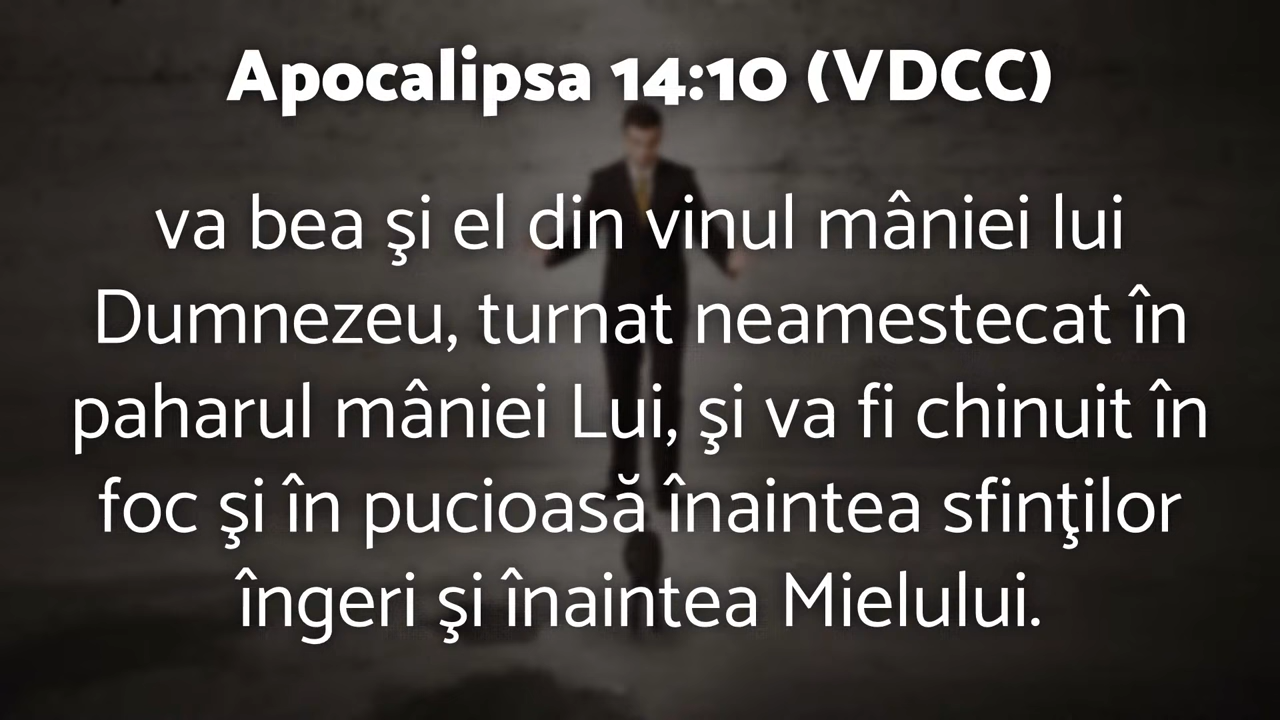 Apocalipsa 14:10 (VDCC)
va bea şi el din vinul mâniei lui
Dumnezeu, turnat neamestecat în
paharul mâniei Lui, şi va fi chinuit în
foc şi în pucioasă înaintea sfinţilor
îngeri şi înaintea Mielului.